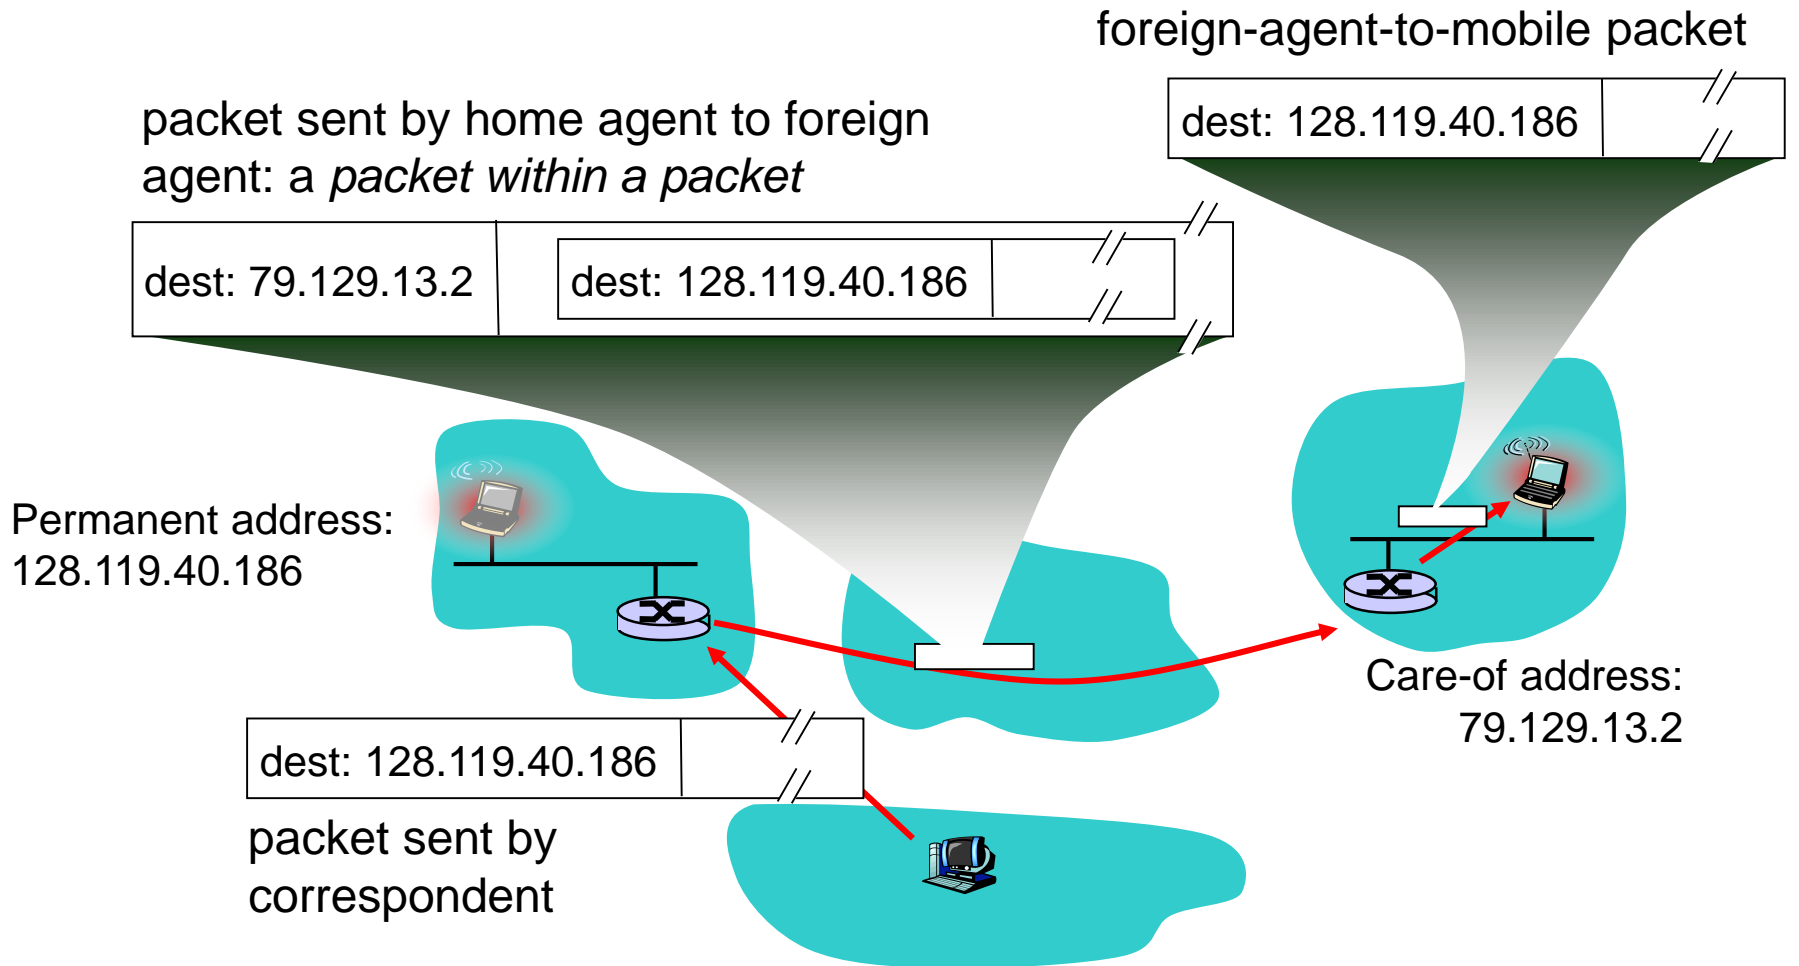 foreign-agent-to-mobile packet
dest: 128.119.40.186
packet sent by home agent to foreign
agent: a packet within a packet
dest: 79.129.13.2
dest: 128.119.40.186
Permanent address:
128.119.40.186
Care-of address:
79.129.13.2
dest: 128.119.40.186
packet sent by
correspondent